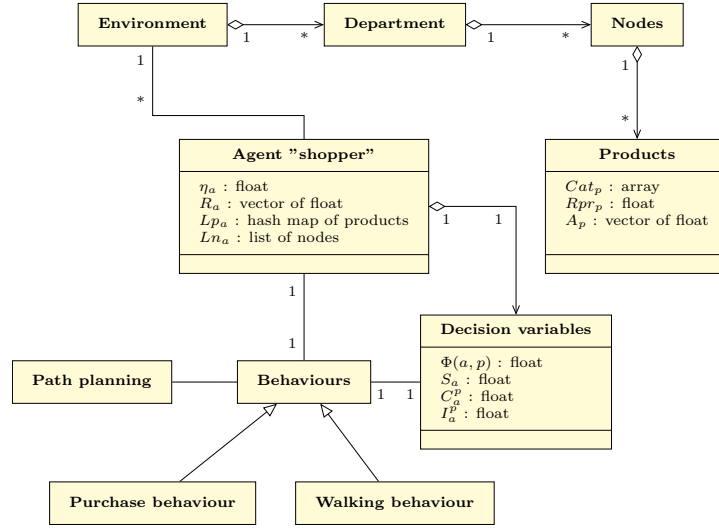 Environment
Department
Nodes
1
*
1
*
1
1
*
*
Agent "shopper"
η_a : float
R_a : vector of float
Lp_a : hash map of products
Ln_a : list of nodes
Products
Cat_p : array
Rpr_p : float
A_p : vector of float
1
1
1
1
Decision variables
Φ(a, p) : float
S_a : float
C_a^p : float
I_a^p : float
Path planning
Behaviours
1
1
Purchase behaviour
Walking behaviour